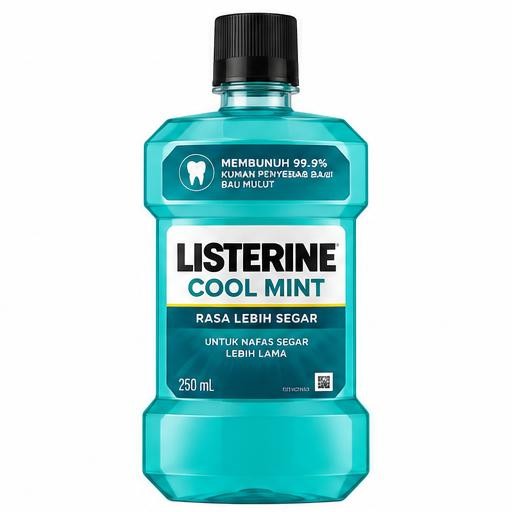 MEMBUNUH 99.9%
KUMAN PENYEBAB
BAU MULUT
LISTERINE®
COOL MINT
RASA LEBIH SEGAR
UNTUK NAFAS SEGAR
LEBIH LAMA
250 mL